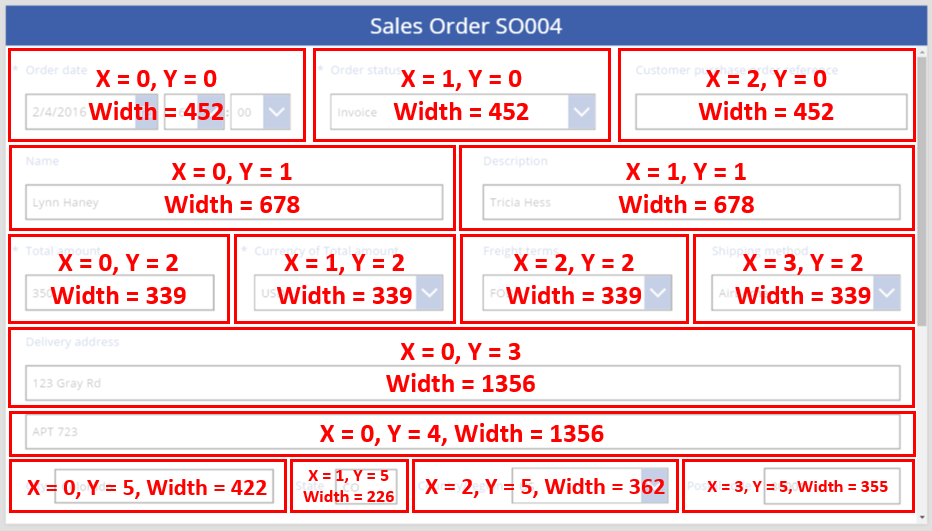 Sales Order SO004
* Order date
* Order status
Customer purchase order reference
X = 0, Y = 0
X = 1, Y = 0
X = 2, Y = 0
2/4/2016
: 00
Invoice
Width = 452
Width = 452
Width = 452
Name
Description
X = 0, Y = 1
X = 1, Y = 1
Lynn Haney
Tricia Hess
Width = 678
Width = 678
* Total amount
* Currency of Total amount
Freight terms
Shipping method
X = 0, Y = 2
X = 1, Y = 2
X = 2, Y = 2
X = 3, Y = 2
Width = 339
Width = 339
Width = 339
Width = 339
Delivery address
X = 0, Y = 3
123 Gray Rd
Width = 1356
APT 723
X = 0, Y = 4, Width = 1356
X = 0, Y = 5, Width = 422
X = 1, Y = 5
Width = 226
X = 2, Y = 5, Width = 362
X = 3, Y = 5, Width = 355